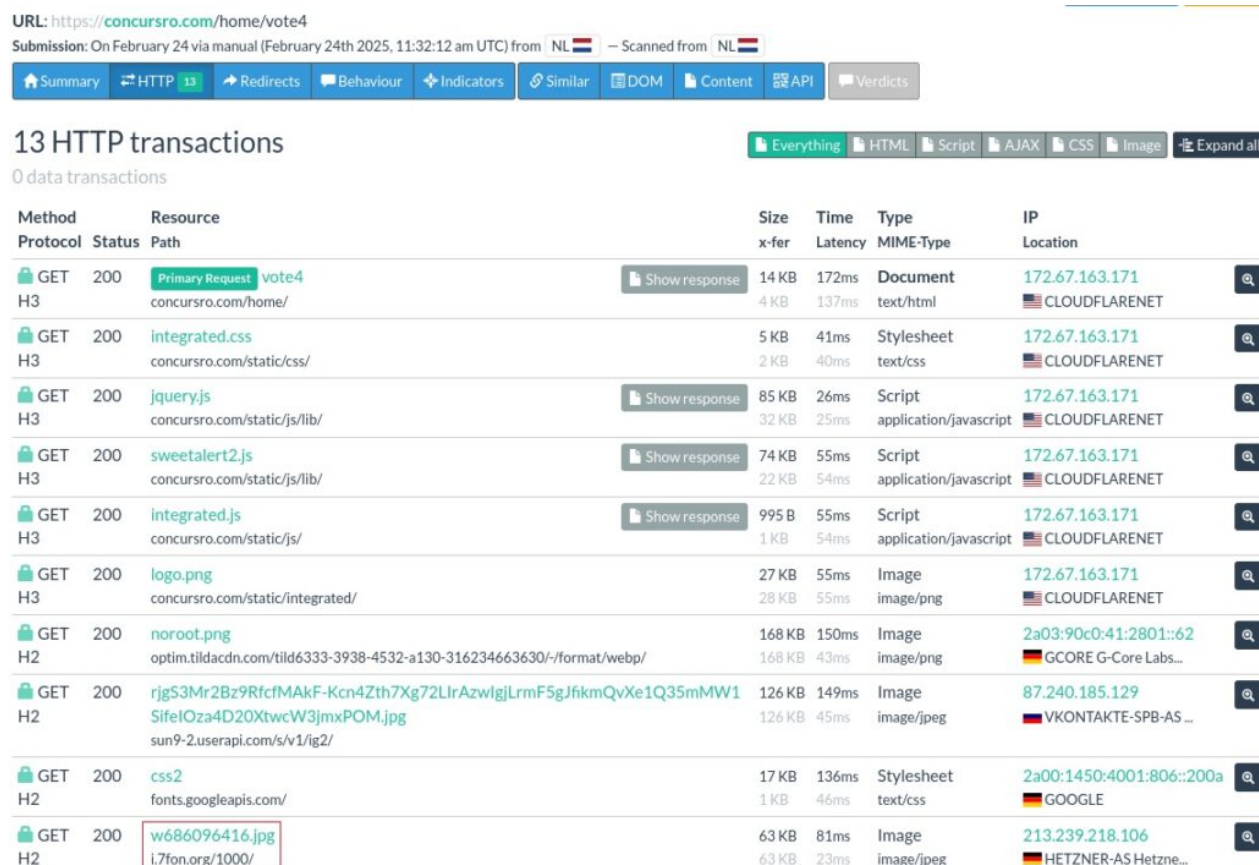 URL: https://concursro.com/home/vote4
Submission: On February 24 via manual (February 24th 2025, 11:32:12 am UTC) from NL — Scanned from NL
Summary HTTP 13 Redirects Behaviour Indicators Similar DOM Content API Verdicts
13 HTTP transactions
Everything HTML Script AJAX CSS Image Expand all
0 data transactions
Method Resource Size Time Type IP
Protocol Status Path x-fer Latency MIME-Type Location
GET 200 Primary Request vote4 Show response 14 KB 172ms Document 172.67.163.171
H3 concursro.com/home/ 4 KB 137ms text/html CLOUDFLARENET
GET 200 integrated.css 5 KB 41ms Stylesheet 172.67.163.171
H3 concursro.com/static/css/ 2 KB 40ms text/css CLOUDFLARENET
GET 200 jquery.js Show response 85 KB 26ms Script 172.67.163.171
H3 concursro.com/static/js/lib/ 32 KB 25ms application/javascript CLOUDFLARENET
GET 200 sweetalert2.js Show response 74 KB 55ms Script 172.67.163.171
H3 concursro.com/static/js/lib/ 22 KB 54ms application/javascript CLOUDFLARENET
GET 200 integrated.js Show response 995 B 55ms Script 172.67.163.171
H3 concursro.com/static/js/ 1 KB 54ms application/javascript CLOUDFLARENET
GET 200 logo.png 27 KB 55ms Image 172.67.163.171
H3 concursro.com/static/integrated/ 28 KB 55ms image/png CLOUDFLARENET
GET 200 noroot.png 168 KB 150ms Image 2a03:90c0:41:2801::62
H2 optim.tildacdn.com/tild6333-3938-4532-a130-316234663630/-/format/webp/ 168 KB 43ms image/png GCORE G-Core Labs...
GET 200 rjgS3Mr2Bz9RfcfMAkF-Kcn4Zth7Xg72LIrAzwIgjLrmF5gJfikmQvXe1Q35mMW1 126 KB 149ms Image 87.240.185.129
H2 SifeIOza4D20XtwcW3jmxPOM.jpg 126 KB 45ms image/jpeg VKONTAKTE-SPB-AS ...
sun9-2.userapi.com/s/v1/ig2/
GET 200 css2 17 KB 136ms Stylesheet 2a00:1450:4001:806::200a
H2 fonts.googleapis.com/ 1 KB 46ms text/css GOOGLE
GET 200 w686096416.jpg 63 KB 81ms Image 213.239.218.106
H2 i.7fon.org/1000/ 63 KB 23ms image/jpeg HETZNER-AS Hetzne...